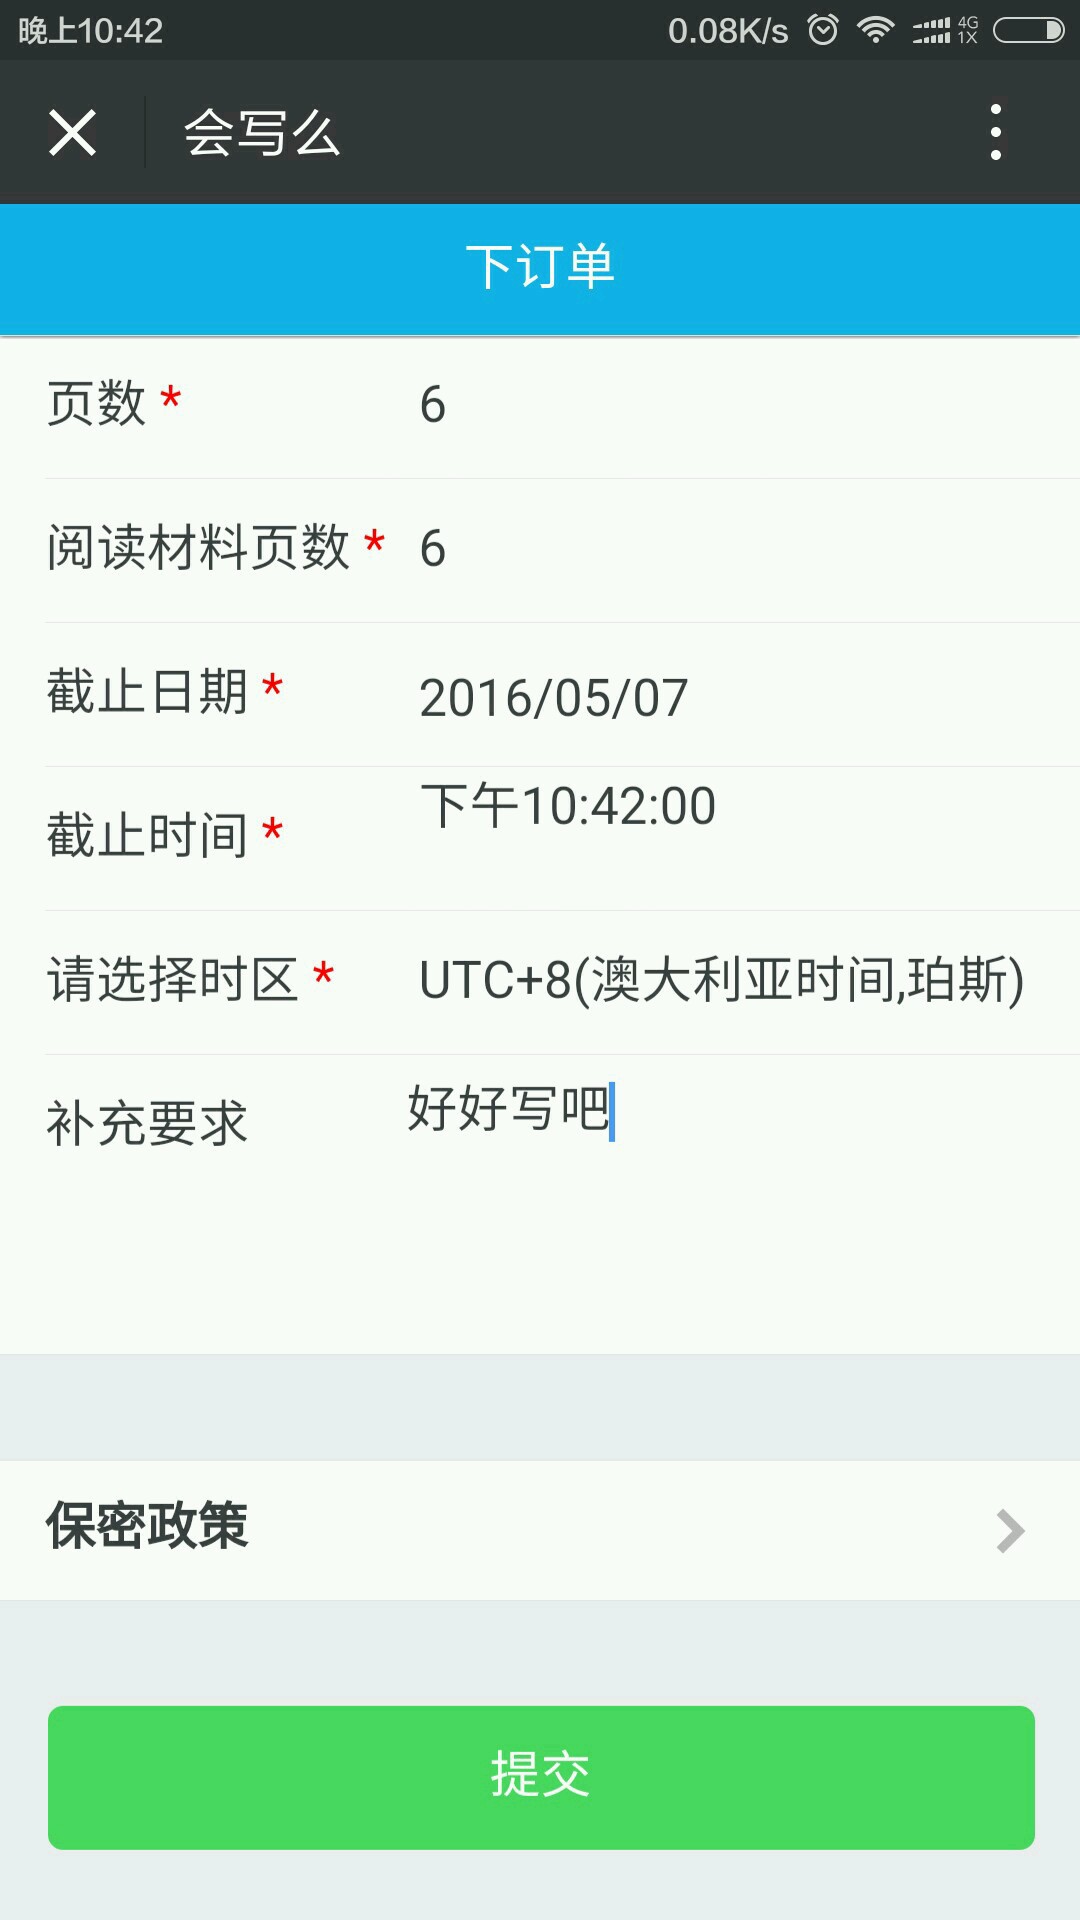 晚上10:42 0.08K/s 4G 1X
会写么
下订单
页数 * 6
阅读材料页数 * 6
截止日期 * 2016/05/07
截止时间 * 下午10:42:00
请选择时区 * UTC+8(澳大利亚时间,珀斯)
补充要求 好好写吧
保密政策
提交